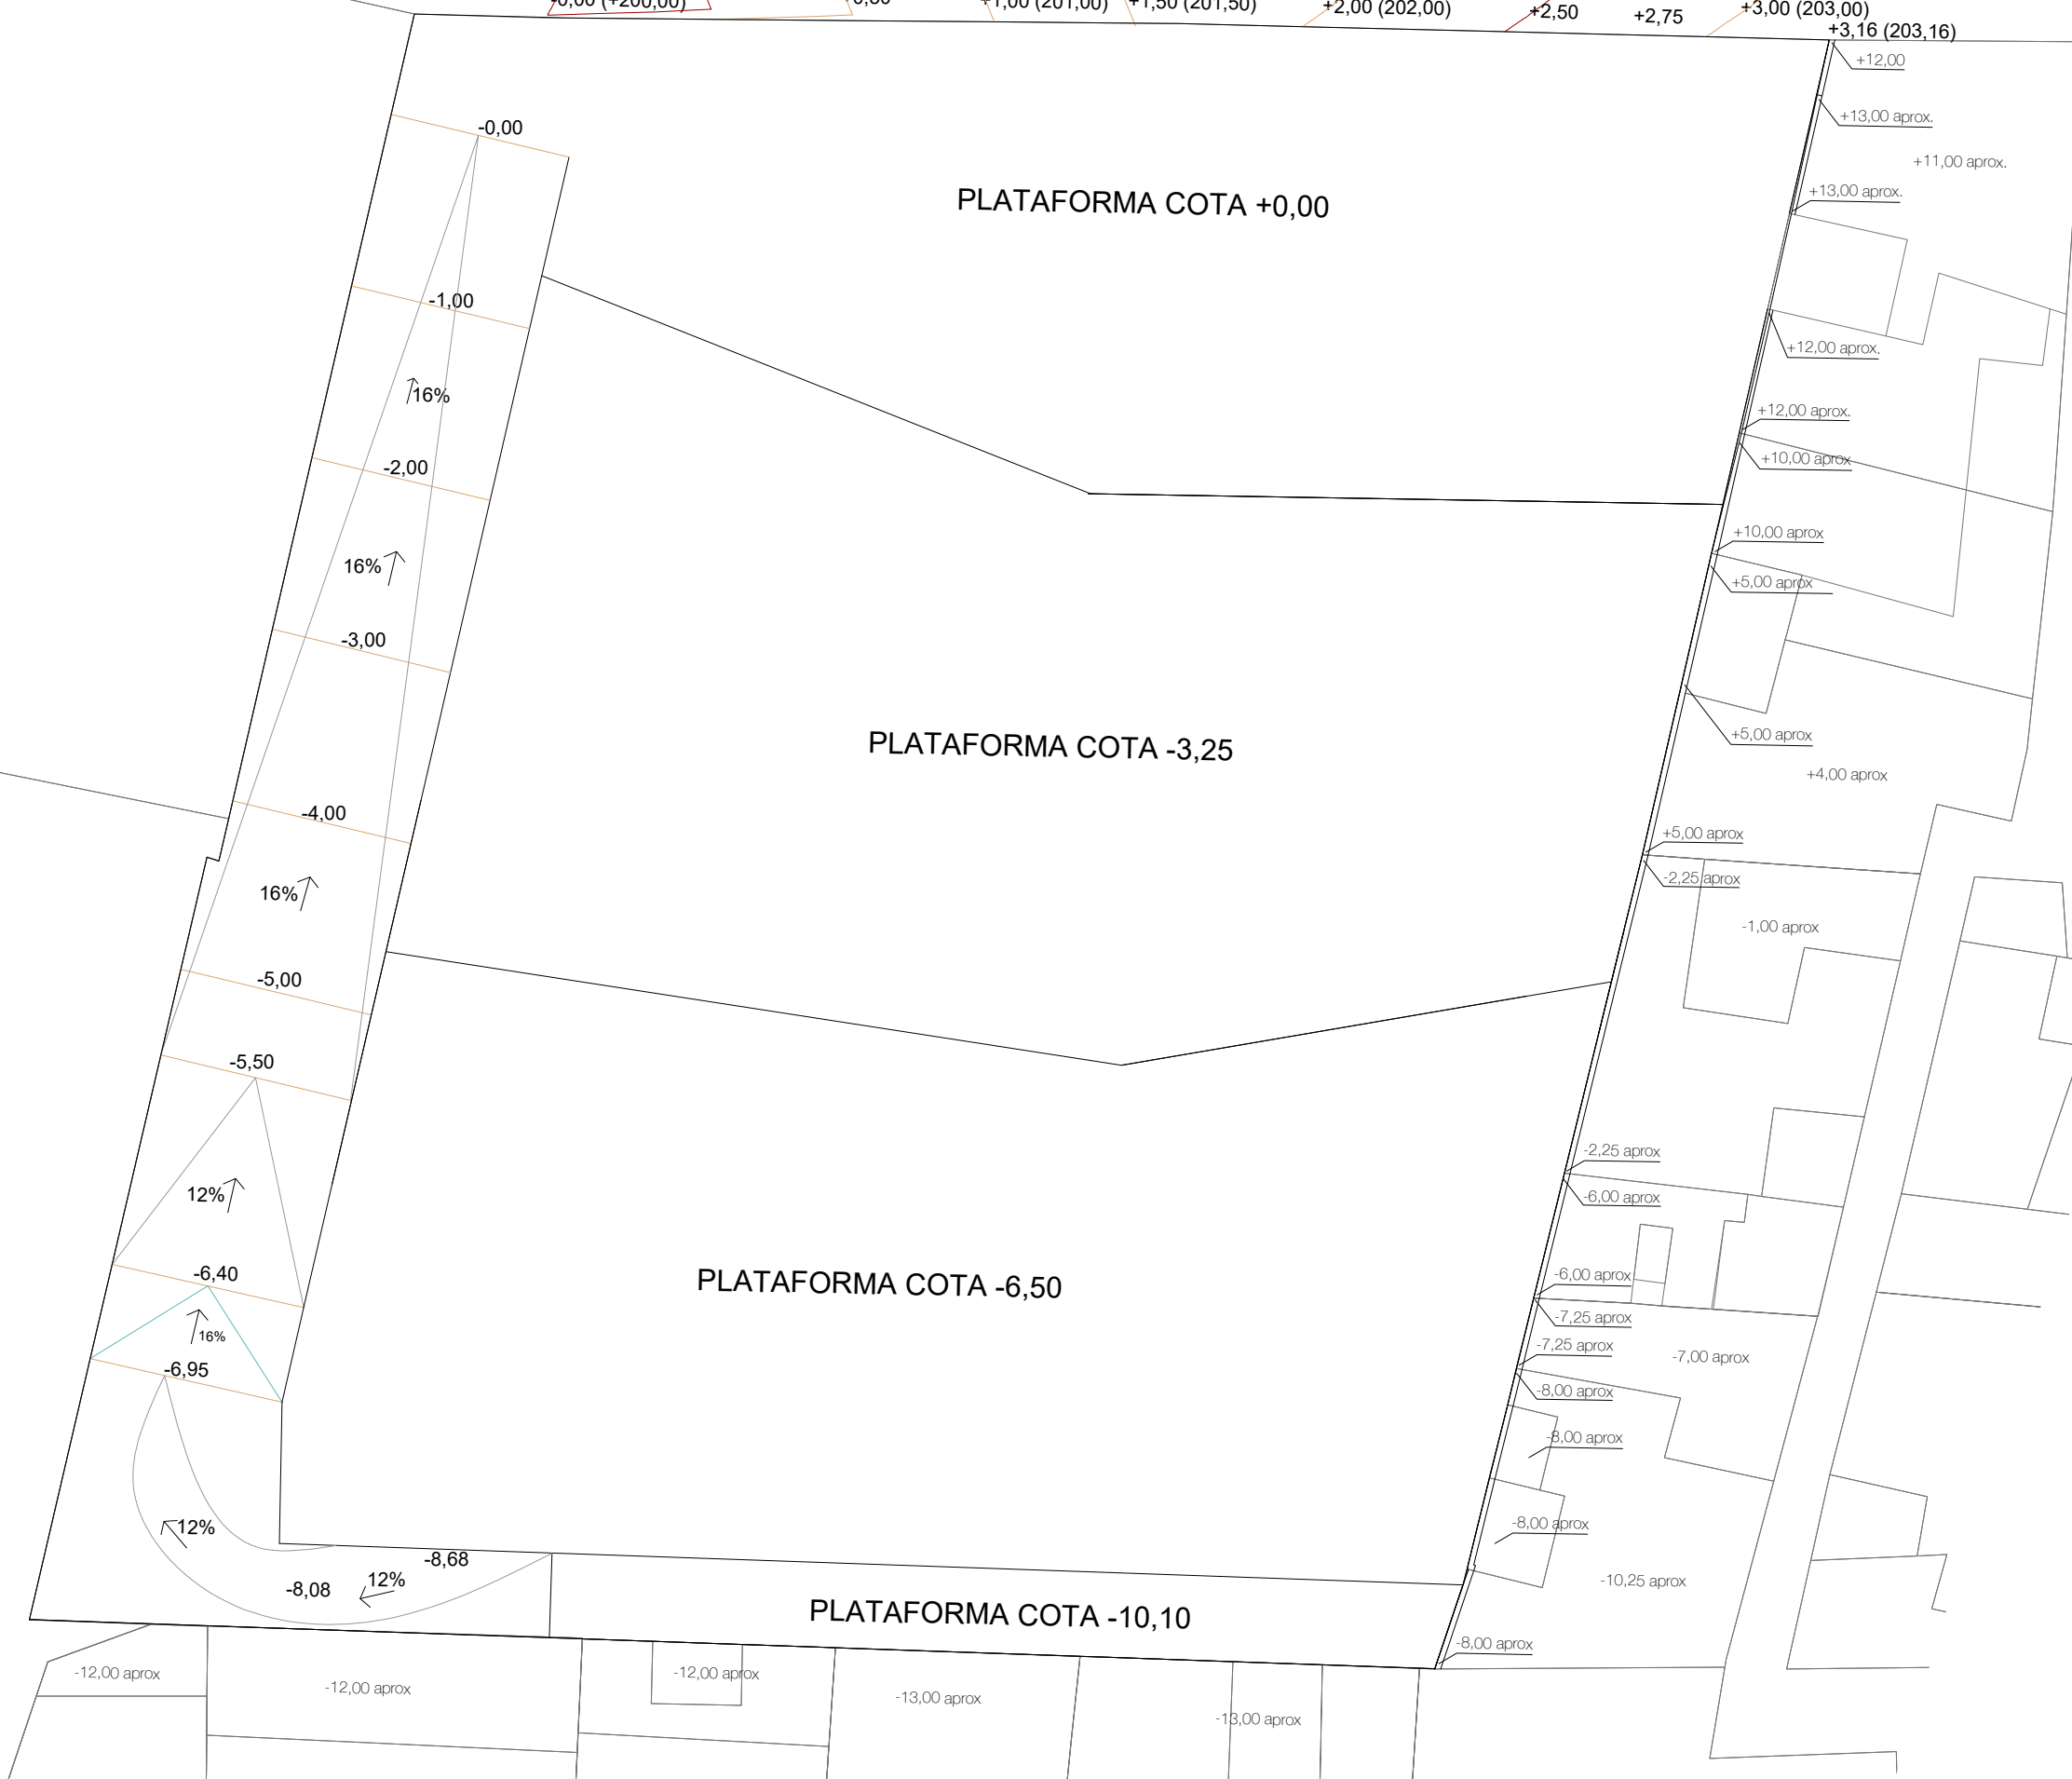 -0,00 (+200,00)
+1,00 (201,00)
+1,50 (201,50)
+2,00 (202,00)
+2,50
+2,75
+3,00 (203,00)
+3,16 (203,16)
+12,00
+13,00 aprox.
-0,00
+11,00 aprox.
+13,00 aprox.
PLATAFORMA COTA +0,00
-1,00
+12,00 aprox.
16%
+12,00 aprox.
+10,00 aprox
-2,00
+10,00 aprox
16%
+5,00 aprox
-3,00
+5,00 aprox
PLATAFORMA COTA -3,25
+4,00 aprox
-4,00
+5,00 aprox
-2,25 aprox
16%
-1,00 aprox
-5,00
-5,50
-2,25 aprox
12%
-6,00 aprox
-6,40
-6,00 aprox
PLATAFORMA COTA -6,50
-7,25 aprox
16%
-7,25 aprox
-7,00 aprox
-6,95
-8,00 aprox
-8,00 aprox
12%
-8,00 aprox
-8,68
12%
-8,08
-10,25 aprox
PLATAFORMA COTA -10,10
-8,00 aprox
-12,00 aprox
-12,00 aprox
-12,00 aprox
-13,00 aprox
-13,00 aprox